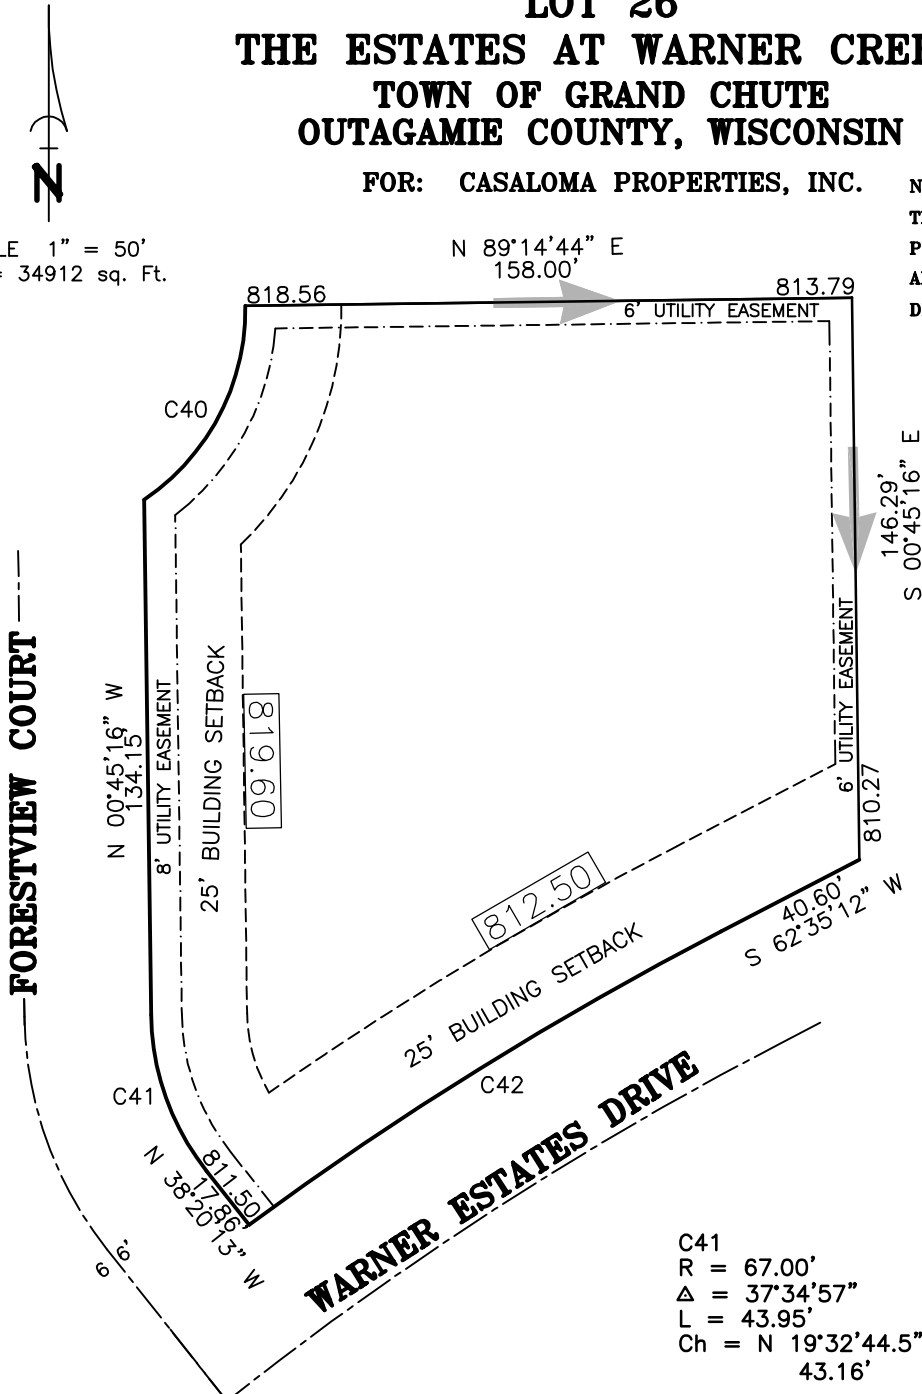 LOT 26
THE ESTATES AT WARNER
TOWN OF GRAND CHUTE
OUTAGAMIE COUNTY, WISCONSIN
FOR: CASALOMA PROPERTIES, INC.
N
1" = 50'
= 34912 sq. Ft.
N 89°14'44" E
158.00'
818.56
813.79
6' UTILITY EASEMENT
C40
146.29'
S 00°45'16" E
6' UTILITY EASEMENT
810.27
FORESTVIEW COURT
N 00°45'16" W
134.15'
8' UTILITY EASEMENT
25' BUILDING SETBACK
819.60
812.50
40.60'
S 62°35'12" W
25' BUILDING SETBACK
C42
C41
811.50
17.86'
N 38°20'13" W
WARNER ESTATES DRIVE
66'
C41
R = 67.00'
Δ = 37°34'57"
L = 43.95'
Ch = N 19°32'44.5"
43.16'